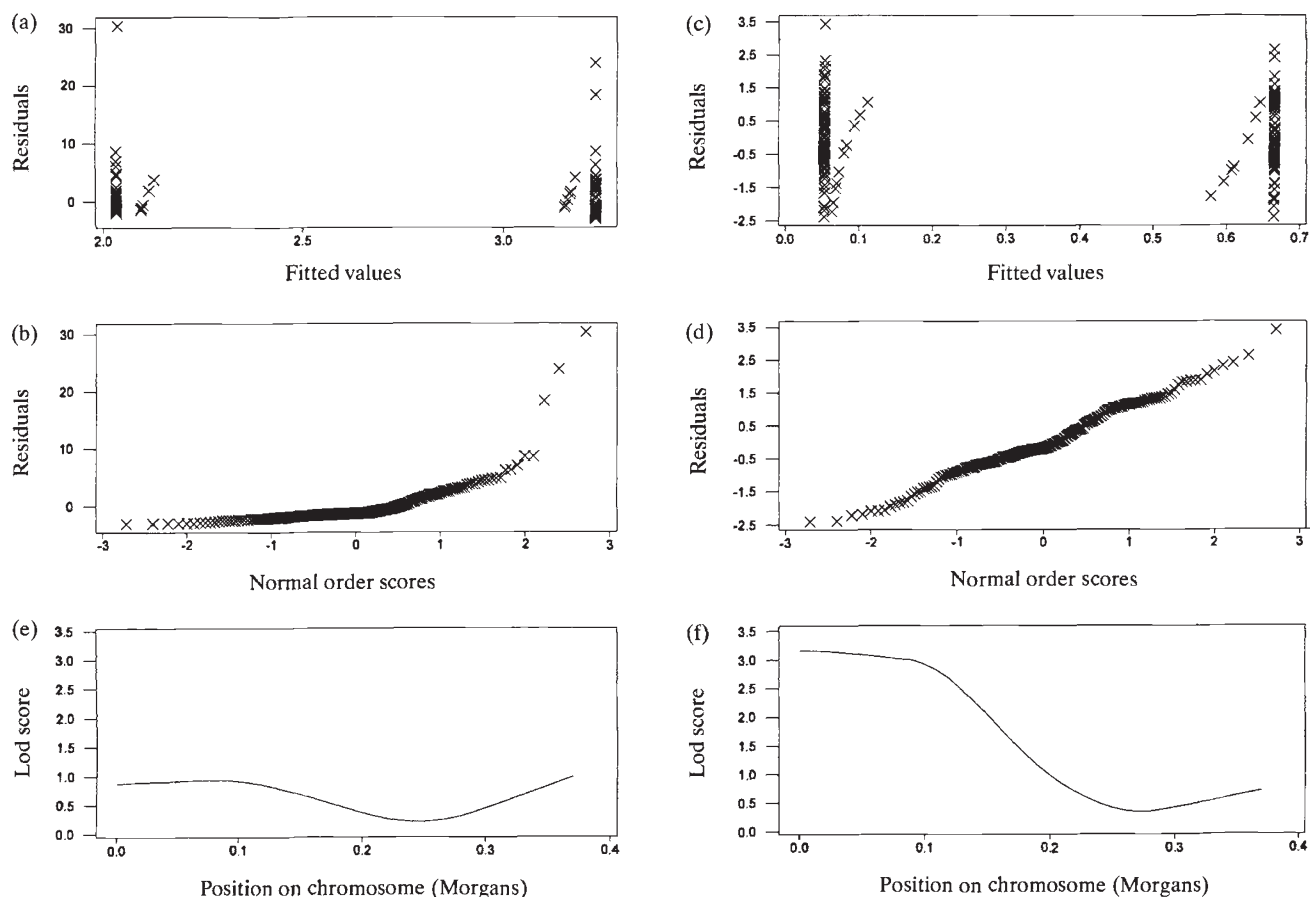 (a)
30
20
10
0
Residuals
2.0 2.5 3.0
Fitted values
(b)
30
20
10
0
Residuals
-3 -2 -1 0 1 2 3
Normal order scores
(e)
3.5
3.0
2.5
2.0
1.5
1.0
0.5
0.0
Lod score
0.0 0.1 0.2 0.3 0.4
Position on chromosome (Morgans)
(c)
3.5
2.5
1.5
0.5
-0.5
-1.5
-2.5
Residuals
0.0 0.1 0.2 0.3 0.4 0.5 0.6 0.7
Fitted values
(d)
3.5
2.5
1.5
0.5
-0.5
-1.5
-2.5
Residuals
-3 -2 -1 0 1 2 3
Normal order scores
(f)
3.5
3.0
2.5
2.0
1.5
1.0
0.5
0.0
Lod score
0.0 0.1 0.2 0.3 0.4
Position on chromosome (Morgans)